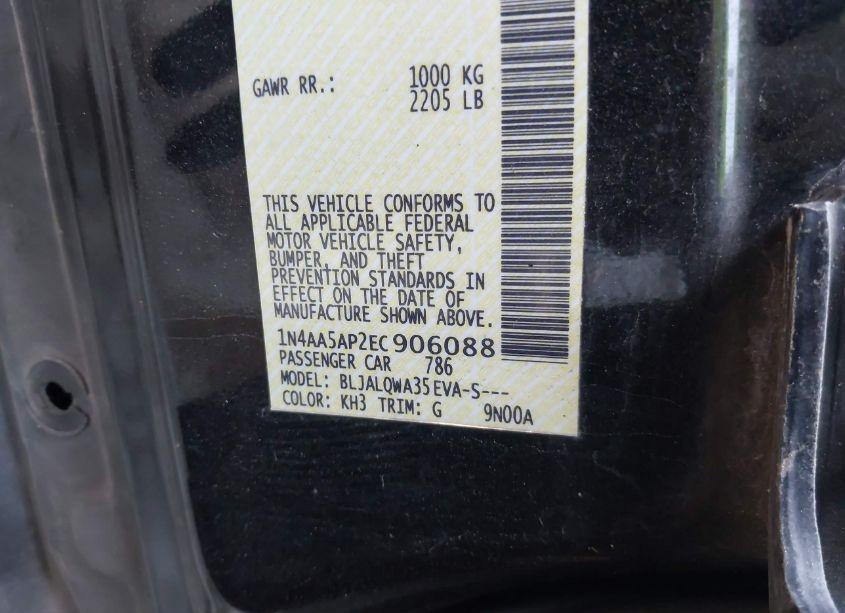 GAWR RR.: 1000 KG
2205 LB
THIS VEHICLE CONFORMS TO
ALL APPLICABLE FEDERAL
MOTOR VEHICLE SAFETY,
BUMPER, AND THEFT
PREVENTION STANDARDS IN
EFFECT ON THE DATE OF
MANUFACTURE SHOWN ABOVE.
1N4AA5AP2EC906088
PASSENGER CAR 786
MODEL: BLJALQWA35EVA-S---
COLOR: KH3 TRIM: G 9N00A